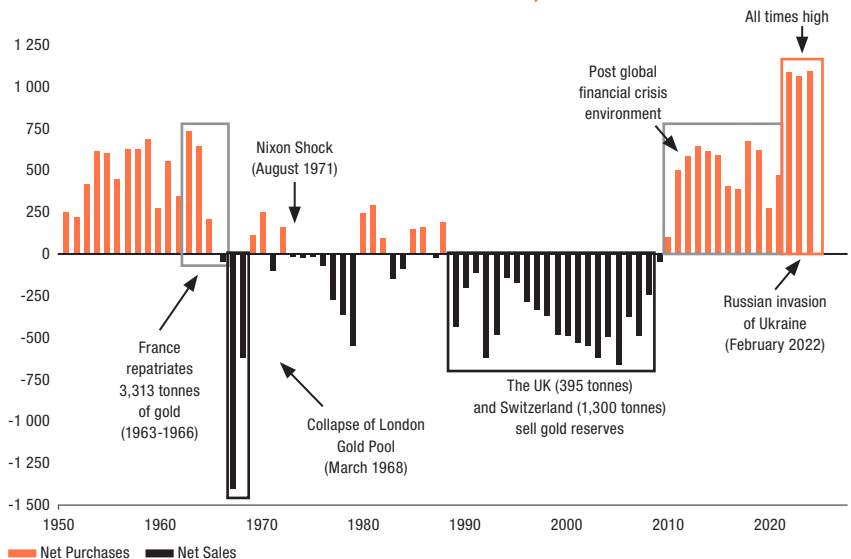 All times high
1 250
1 000
750
500
250
0
-250
-500
-750
-1 000
-1 250
-1 500
Post global
financial crisis
environment
Nixon Shock
(August 1971)
France
repatriates
3,313 tonnes
of gold
(1963-1966)
Collapse of London
Gold Pool
(March 1968)
The UK (395 tonnes)
and Switzerland (1,300 tonnes)
sell gold reserves
Russian invasion
of Ukraine
(February 2022)
1950
1960
1970
1980
1990
2000
2010
2020
Net Purchases
Net Sales